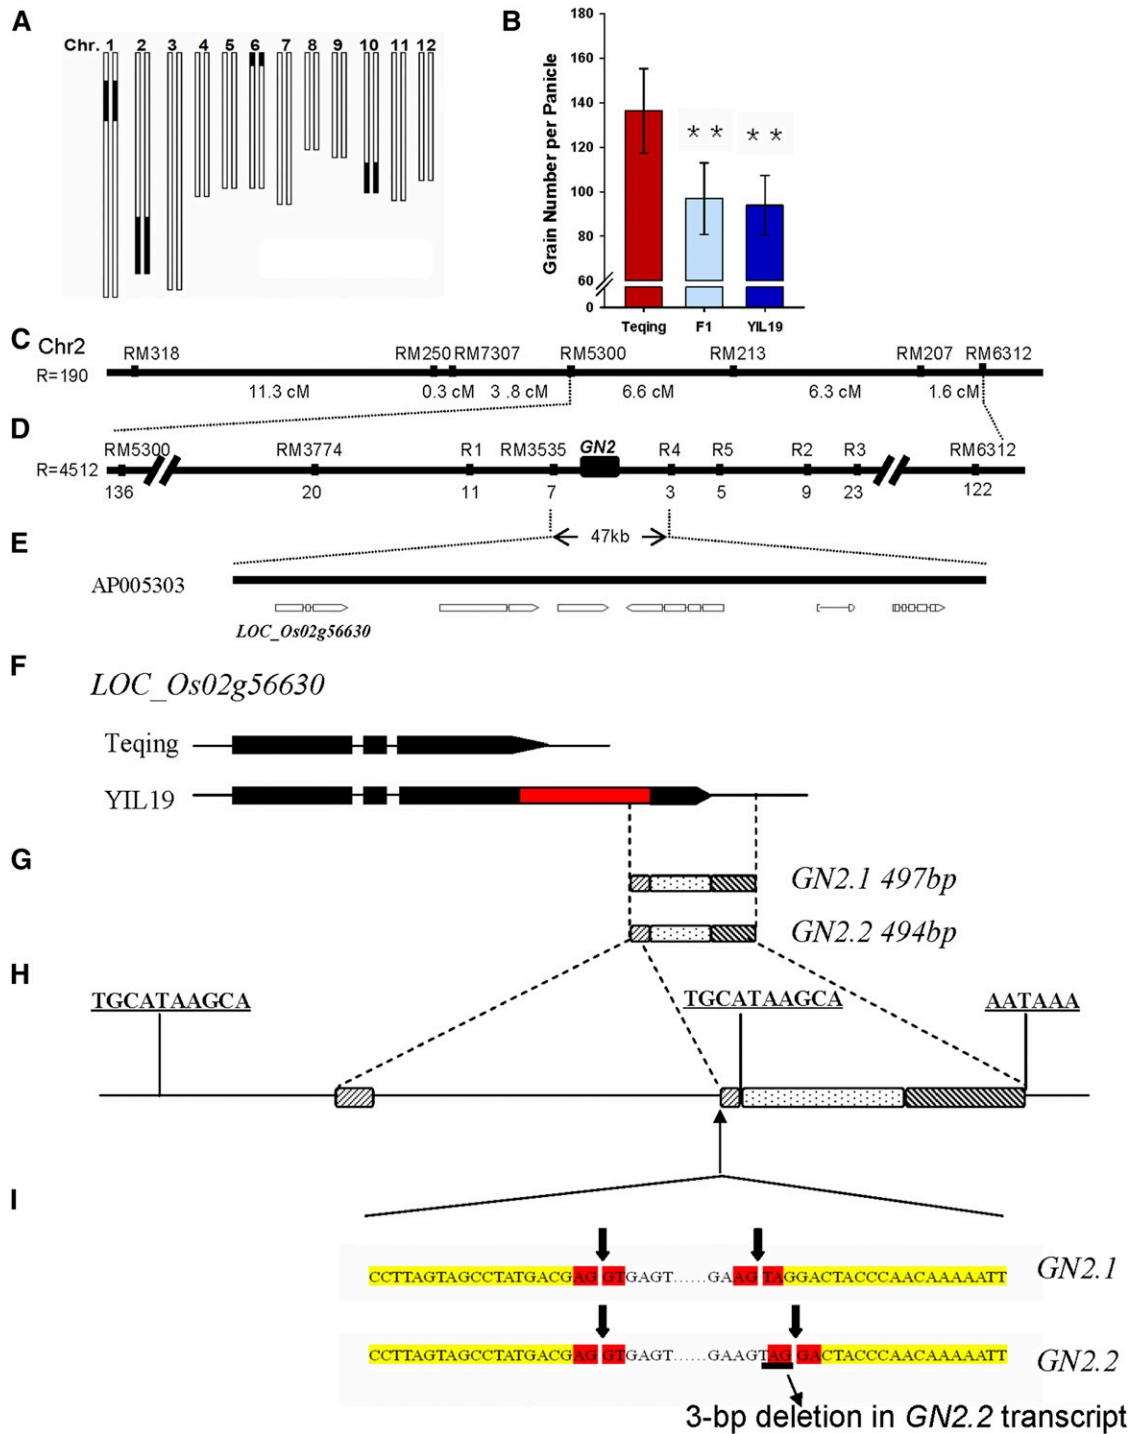 A
Chr. 1 2 3 4 5 6 7 8 9 10 11 12
B
Grain Number per Panicle
180
160
140
120
100
80
60
0
* *
* *
Teqing F1 YIL19
C
Chr2
R=190
RM318 RM250 RM7307 RM5300 RM213 RM207 RM6312
11.3 cM 0.3 cM 3 .8 cM 6.6 cM 6.3 cM 1.6 cM
D
RM5300 RM3774 R1 RM3535 GN2 R4 R5 R2 R3 RM6312
R=4512
136 20 11 7 3 5 9 23 122
47kb
E
AP005303
LOC_Os02g56630
F
LOC_Os02g56630
Teqing
YIL19
G
GN2.1 497bp
GN2.2 494bp
H
TGCATAAGCA TGCATAAGCA AATAAA
I
CCTTAGTAGCCTATGACGAG GTGAGT......GAAG TAGGACTACCCAACAAAAATT GN2.1
CCTTAGTAGCCTATGACGAG GTGAGT......GAAGTAG GACTACCCAACAAAAATT GN2.2
3-bp deletion in GN2.2 transcript